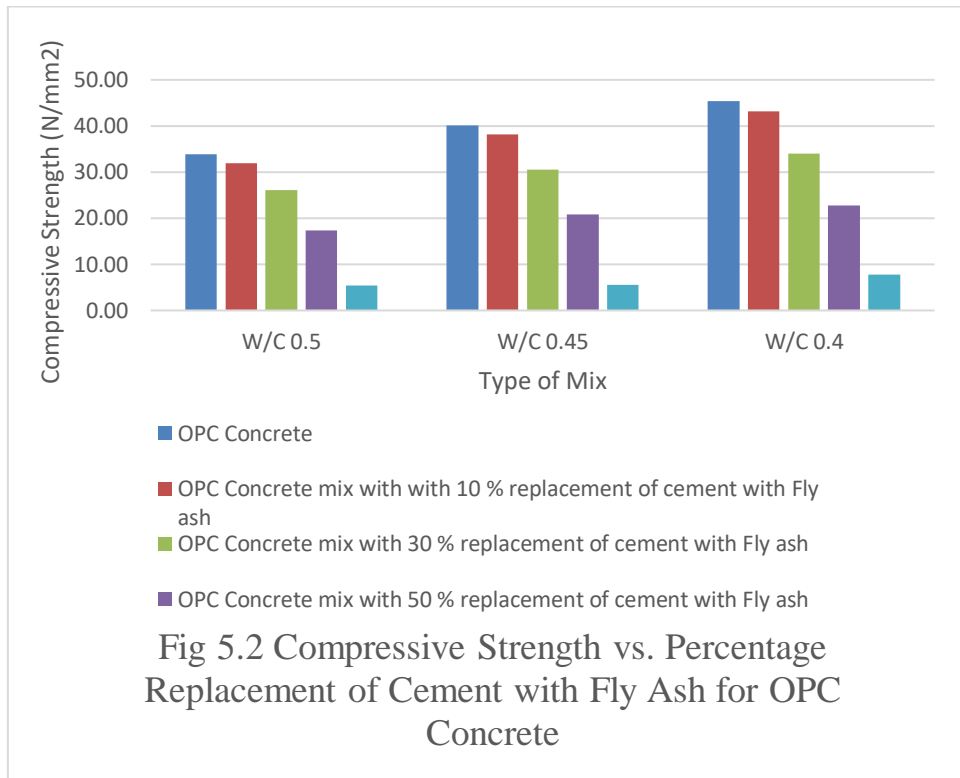 Compressive Strength (N/mm2)
50.00
40.00
30.00
20.00
10.00
0.00
W/C 0.5
W/C 0.45
W/C 0.4
Type of Mix
OPC Concrete
OPC Concrete mix with with 10 % replacement of cement with Fly
ash
OPC Concrete mix with 30 % replacement of cement with Fly ash
OPC Concrete mix with 50 % replacement of cement with Fly ash
Fig 5.2 Compressive Strength vs. Percentage
Replacement of Cement with Fly Ash for OPC
Concrete